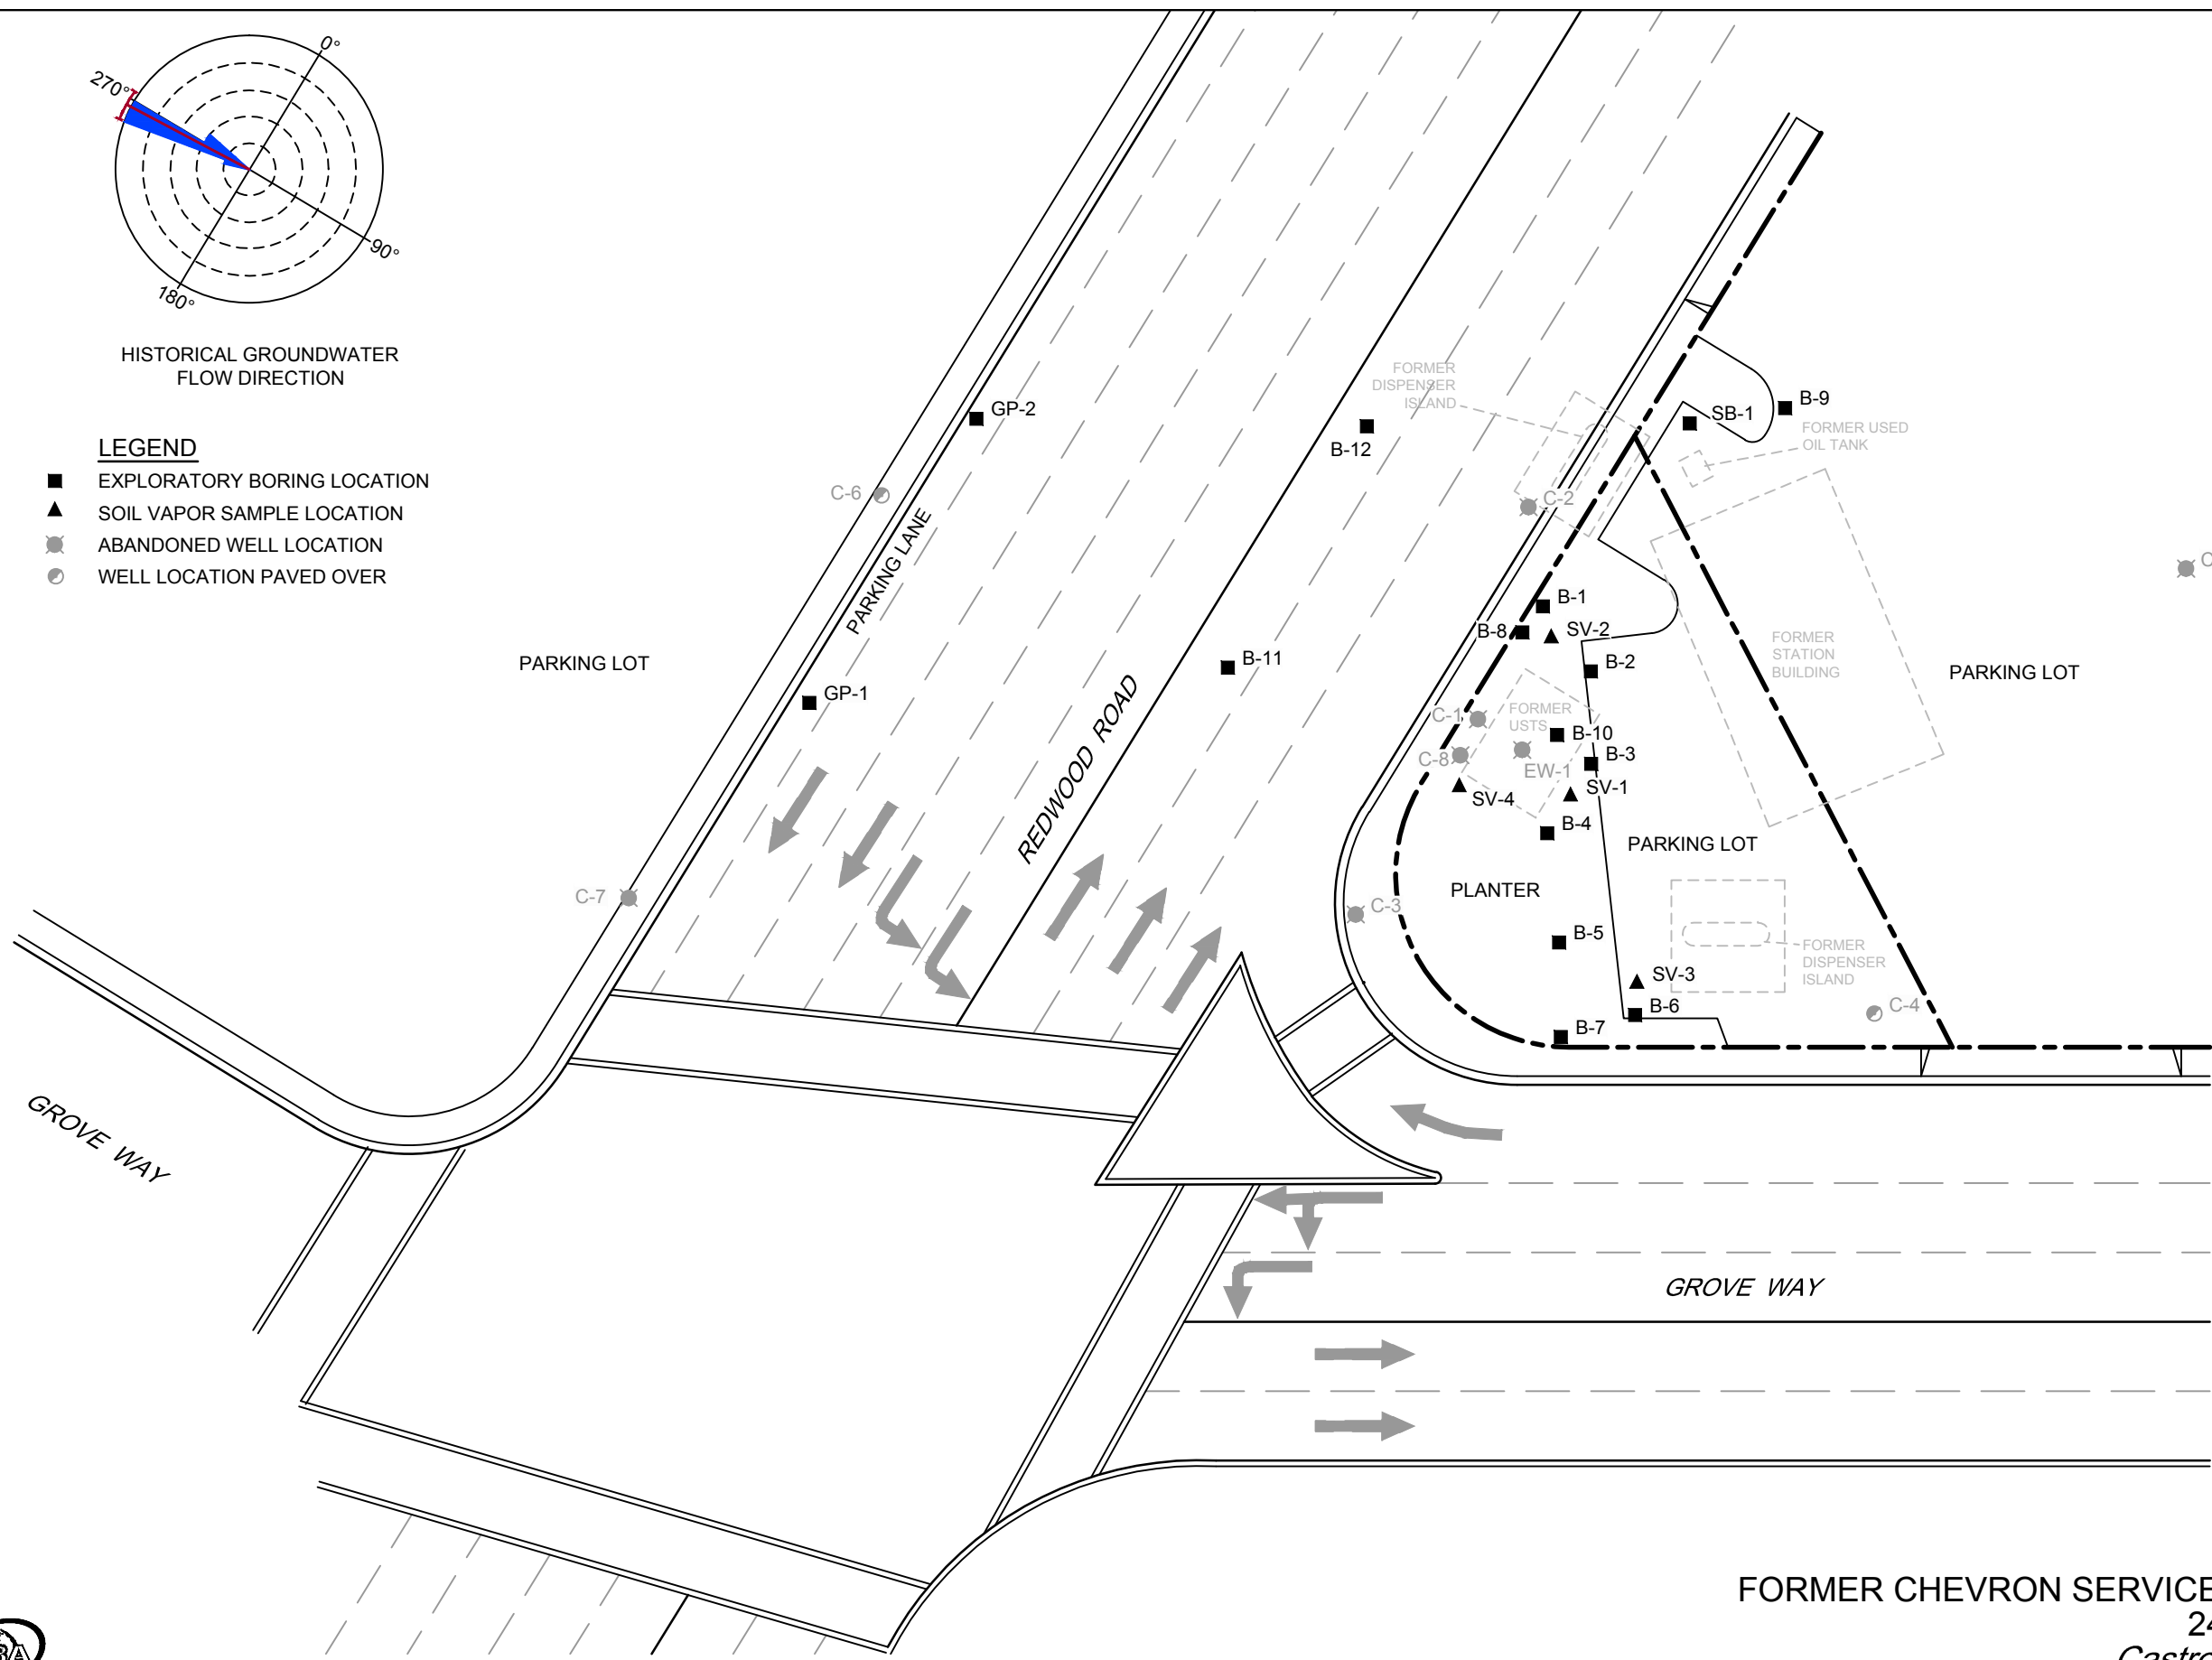 0°
270°
90°
180°
HISTORICAL GROUNDWATER
FLOW DIRECTION
LEGEND
EXPLORATORY BORING LOCATION
SOIL VAPOR SAMPLE LOCATION
ABANDONED WELL LOCATION
WELL LOCATION PAVED OVER
GP-2
C-6
PARKING LANE
PARKING LOT
GP-1
C-7
B-12
B-11
REDWOOD ROAD
FORMER
DISPENSER
ISLAND
C-2
SB-1
B-9
FORMER USED
OIL TANK
C
B-1
B-8
SV-2
B-2
FORMER
STATION
BUILDING
PARKING LOT
C-1
FORMER
USTS
B-10
C-8
EW-1
B-3
SV-1
SV-4
B-4
PARKING LOT
PLANTER
C-3
B-5
SV-3
FORMER
DISPENSER
ISLAND
B-6
C-4
B-7
GROVE WAY
GROVE WAY
FORMER CHEVRON SERVICE
24
Castro